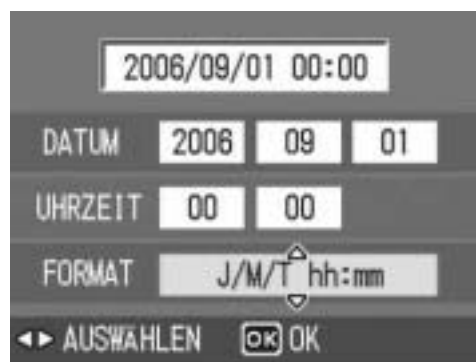 2006/09/01 00:00
DATUM 2006 09 01
UHRZEIT 00 00
FORMAT J/M/T hh:mm
AUSWÄHLEN OK OK